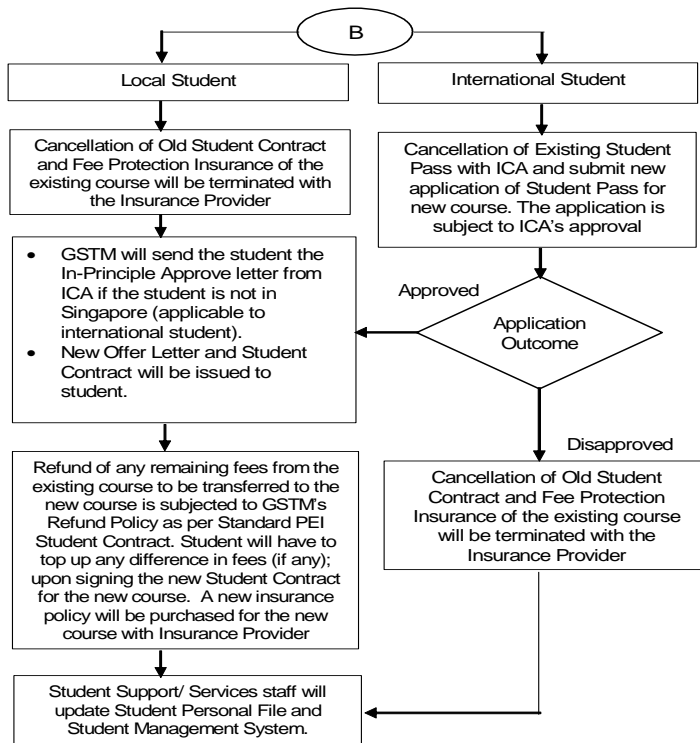 B
Local Student
International Student
Cancellation of Old Student Contract
and Fee Protection Insurance of the
existing course will be terminated with
the Insurance Provider
Cancellation of Existing Student
Pass with ICA and submit new
application of Student Pass for
new course. The application is
subject to ICA's approval
• GSTM will send the student the
In-Principle Approve letter from
ICA if the student is not in
Singapore (applicable to
international student).
• New Offer Letter and Student
Contract will be issued to
student.
Approved
Application
Outcome
Disapproved
Refund of any remaining fees from the
existing course to be transferred to the
new course is subjected to GSTM's
Refund Policy as per Standard PEI
Student Contract. Student will have to
top up any difference in fees (if any);
upon signing the new Student Contract
for the new course. A new insurance
policy will be purchased for the new
course with Insurance Provider
Cancellation of Old Student
Contract and Fee Protection
Insurance of the existing course
will be terminated with the
Insurance Provider
Student Support/ Services staff will
update Student Personal File and
Student Management System.